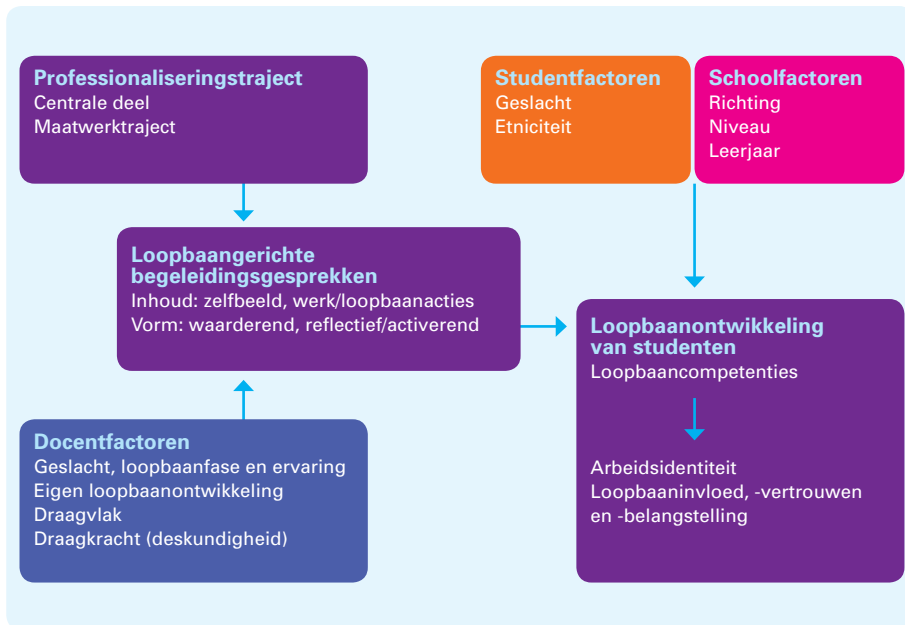 Professionaliseringstraject
Centrale deel
Maatwerktraject
Studentfactoren
Geslacht
Etniciteit
Schoolfactoren
Richting
Niveau
Leerjaar
Loopbaangerichte
begeleidingsgesprekken
Inhoud: zelfbeeld, werk/loopbaanacties
Vorm: waarderend, reflectief/activerend
Loopbaanontwikkeling
van studenten
Loopbaancompetenties
Arbeidsidentiteit
Loopbaaninvloed, -vertrouwen
en -belangstelling
Docentfactoren
Geslacht, loopbaanfase en ervaring
Eigen loopbaanontwikkeling
Draagvlak
Draagkracht (deskundigheid)